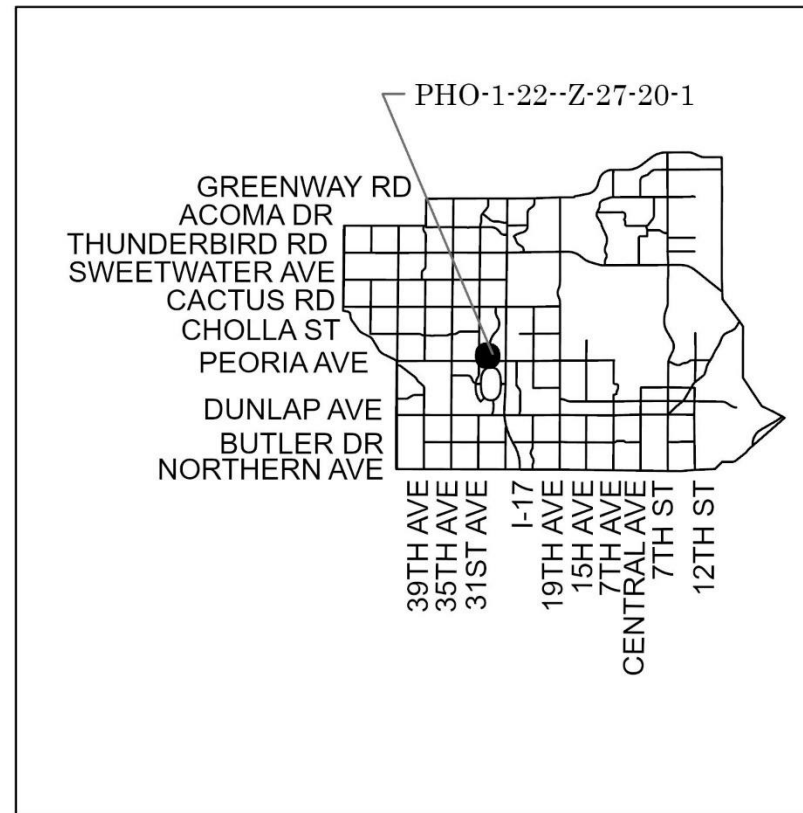 PHO-1-22--Z-27-20-1
GREENWAY RD
ACOMA DR
THUNDERBIRD RD
SWEETWATER AVE
CACTUS RD
CHOLLA ST
PEORIA AVE
DUNLAP AVE
BUTLER DR
NORTHERN AVE
39TH AVE
35TH AVE
31ST AVE
I-17
19TH AVE
15H AVE
7TH AVE
CENTRAL AVE
7TH ST
12TH ST